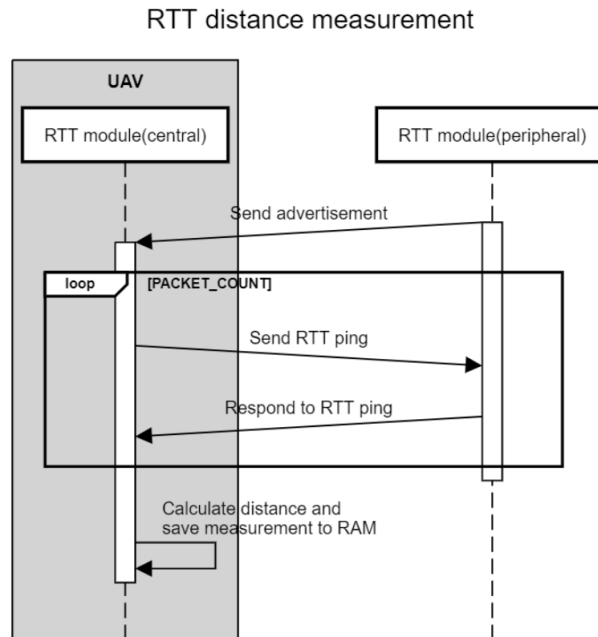 RTT distance measurement
UAV
RTT module(central)
RTT module(peripheral)
Send advertisement
loop
[PACKET_COUNT]
Send RTT ping
Respond to RTT ping
Calculate distance and
save measurement to RAM